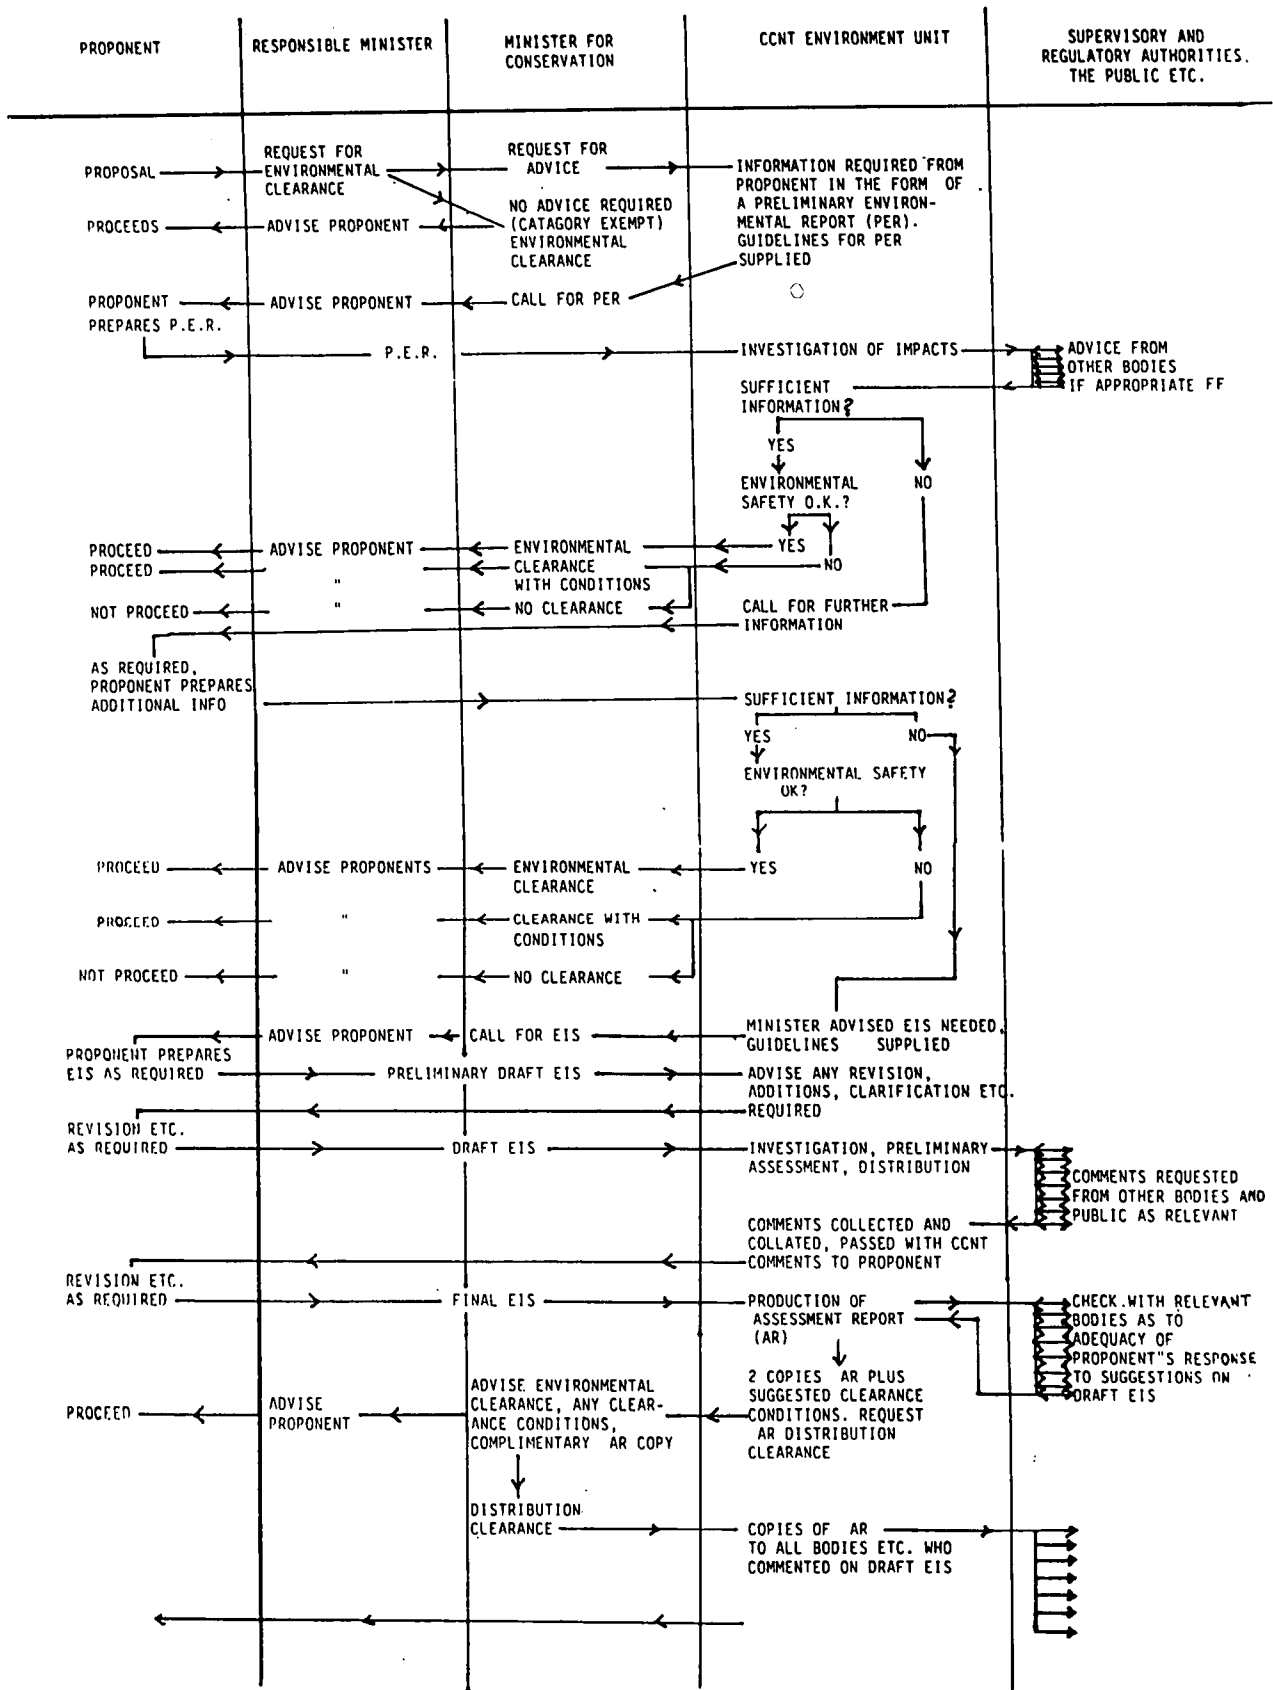 PROPONENT
RESPONSIBLE MINISTER
MINISTER FOR
CONSERVATION
CCNT ENVIRONMENT UNIT
SUPERVISORY AND
REGULATORY AUTHORITIES.
THE PUBLIC ETC.
PROPOSAL
REQUEST FOR
ENVIRONMENTAL
CLEARANCE
REQUEST FOR
ADVICE
INFORMATION REQUIRED FROM
PROPONENT IN THE FORM OF
A PRELIMINARY ENVIRON-
MENTAL REPORT (PER).
GUIDELINES FOR PER
SUPPLIED
NO ADVICE REQUIRED
(CATAGORY EXEMPT)
ENVIRONMENTAL
CLEARANCE
PROCEEDS
ADVISE PROPONENT
PROPONENT
PREPARES P.E.R.
ADVISE PROPONENT
CALL FOR PER
P.E.R.
INVESTIGATION OF IMPACTS
ADVICE FROM
OTHER BODIES
IF APPROPRIATE FF
SUFFICIENT
INFORMATION?
YES
NO
ENVIRONMENTAL
SAFETY O.K.?
YES
NO
PROCEED
ADVISE PROPONENT
ENVIRONMENTAL
PROCEED
"
CLEARANCE
WITH CONDITIONS
NOT PROCEED
"
NO CLEARANCE
CALL FOR FURTHER
INFORMATION
AS REQUIRED,
PROPONENT PREPARES
ADDITIONAL INFO
SUFFICIENT INFORMATION?
YES
NO
ENVIRONMENTAL SAFETY
OK?
YES
NO
PROCEED
ADVISE PROPONENTS
ENVIRONMENTAL
CLEARANCE
PROCEED
"
CLEARANCE WITH
CONDITIONS
NOT PROCEED
"
NO CLEARANCE
ADVISE PROPONENT
CALL FOR EIS
MINISTER ADVISED EIS NEEDED,
GUIDELINES SUPPLIED
PROPONENT PREPARES
EIS AS REQUIRED
PRELIMINARY DRAFT EIS
ADVISE ANY REVISION,
ADDITIONS, CLARIFICATION ETC.
REQUIRED
REVISION ETC.
AS REQUIRED
DRAFT EIS
INVESTIGATION, PRELIMINARY
ASSESSMENT, DISTRIBUTION
COMMENTS REQUESTED
FROM OTHER BODIES AND
PUBLIC AS RELEVANT
COMMENTS COLLECTED AND
COLLATED, PASSED WITH CCNT
COMMENTS TO PROPONENT
REVISION ETC.
AS REQUIRED
FINAL EIS
PRODUCTION OF
ASSESSMENT REPORT
(AR)
CHECK WITH RELEVANT
BODIES AS TO
ADEQUACY OF
PROPONENT"S RESPONSE
TO SUGGESTIONS ON
DRAFT EIS
2 COPIES AR PLUS
SUGGESTED CLEARANCE
CONDITIONS. REQUEST
AR DISTRIBUTION
CLEARANCE
ADVISE ENVIRONMENTAL
CLEARANCE, ANY CLEAR-
ANCE CONDITIONS,
COMPLIMENTARY AR COPY
ADVISE
PROPONENT
PROCEED
DISTRIBUTION
CLEARANCE
COPIES OF AR
TO ALL BODIES ETC. WHO
COMMENTED ON DRAFT EIS